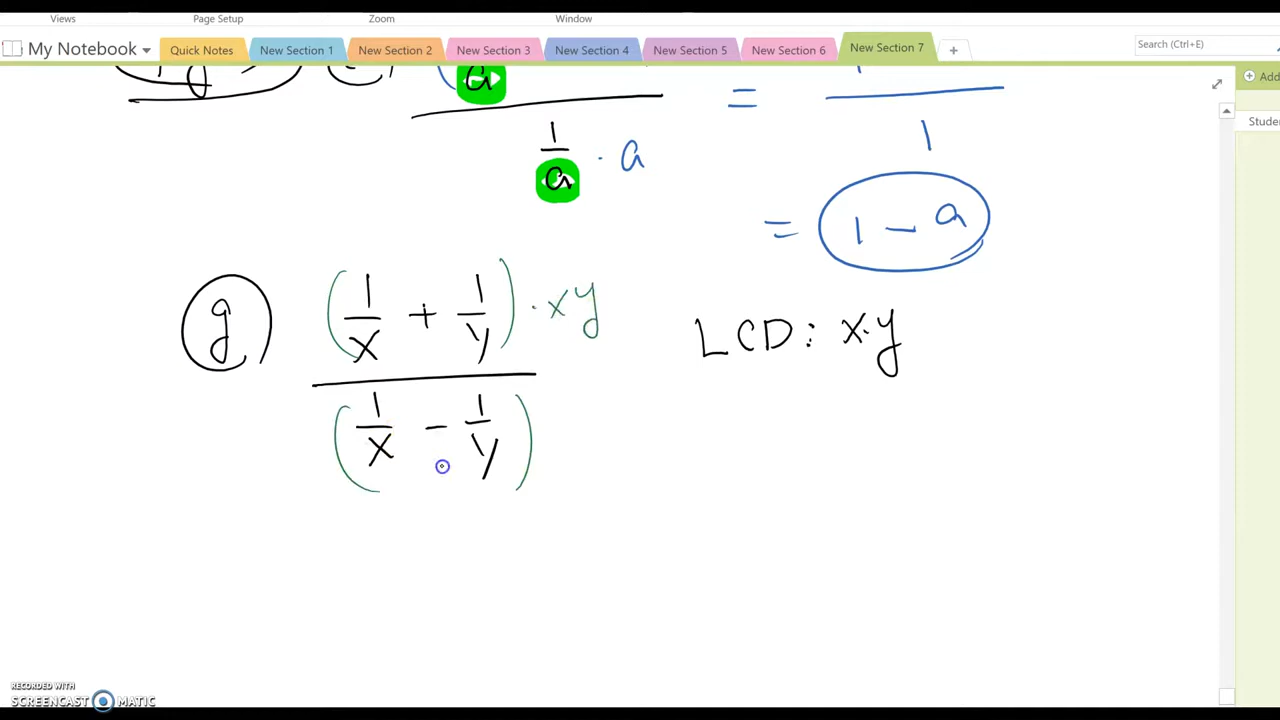 Views Page Setup Zoom Window
My Notebook Quick Notes New Section 1 New Section 2 New Section 3 New Section 4 New Section 5 New Section 6 New Section 7 + Search (Ctrl+E)
Add
Stude
a
=
1
1/a · a
= 1 - a
g (1/x + 1/y) · xy
LCD: x·y
(1/x - 1/y)
RECORDED WITH
SCREENCAST MATIC